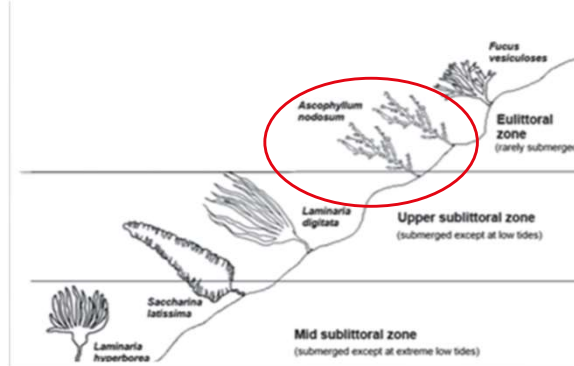 Fucus
vesiculoses
Ascophyllum
nodosum
Eulittoral
zone
(rarely submerged
Laminaria
digitata
Upper sublittoral zone
(submerged except at low tides)
Saccharina
latissima
Laminaria
hyperborea
Mid sublittoral zone
(submerged except at extreme low tides)